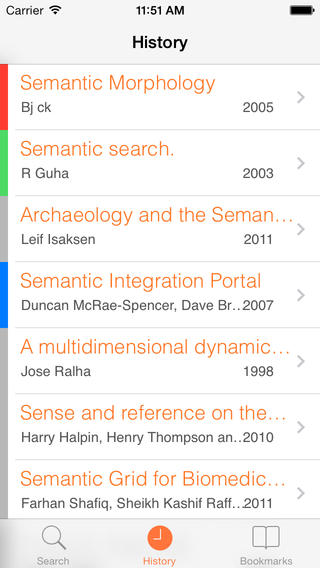 Carrier 11:51 AM
History
Semantic Morphology
Bj ck 2005
Semantic search.
R Guha 2003
Archaeology and the Seman...
Leif Isaksen 2011
Semantic Integration Portal
Duncan McRae-Spencer, Dave Br... 2007
A multidimensional dynamic...
Jose Ralha 1998
Sense and reference on the...
Harry Halpin, Henry Thompson an... 2010
Semantic Grid for Biomedic...
Farhan Shafiq, Sheikh Kashif Raff... 2011
Search History Bookmarks